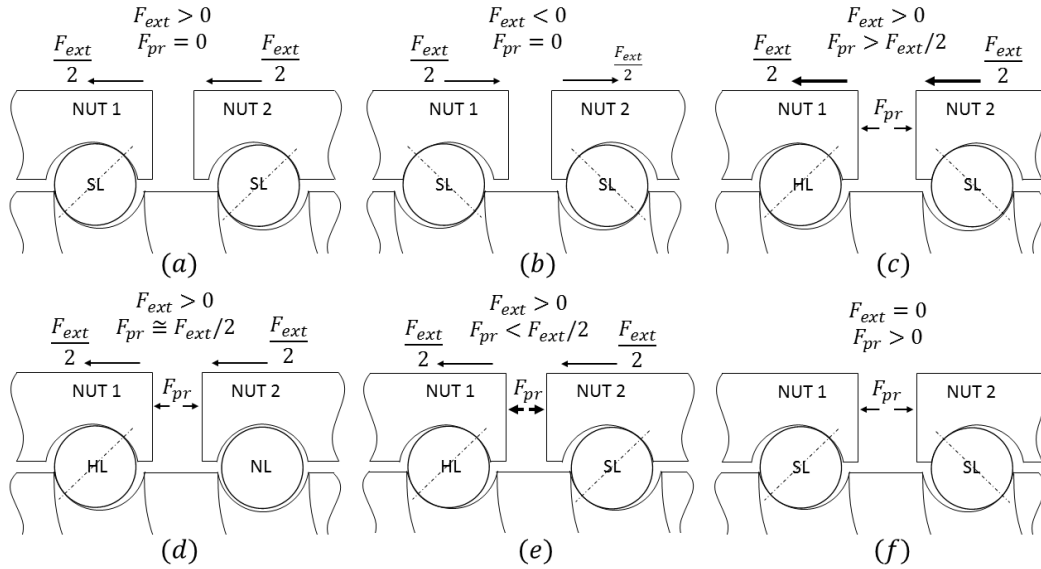 F_ext > 0
F_pr = 0
F_ext/2
F_ext/2
NUT 1
NUT 2
SL
SL
(a)
F_ext < 0
F_pr = 0
F_ext/2
F_ext/2
NUT 1
NUT 2
SL
SL
(b)
F_ext > 0
F_pr > F_ext/2
F_ext/2
F_ext/2
NUT 1
F_pr
NUT 2
HL
SL
(c)
F_ext > 0
F_pr ≅ F_ext/2
F_ext/2
F_ext/2
NUT 1
F_pr
NUT 2
HL
NL
(d)
F_ext > 0
F_pr < F_ext/2
F_ext/2
F_ext/2
NUT 1
F_pr
NUT 2
HL
SL
(e)
F_ext = 0
F_pr > 0
NUT 1
F_pr
NUT 2
SL
SL
(f)